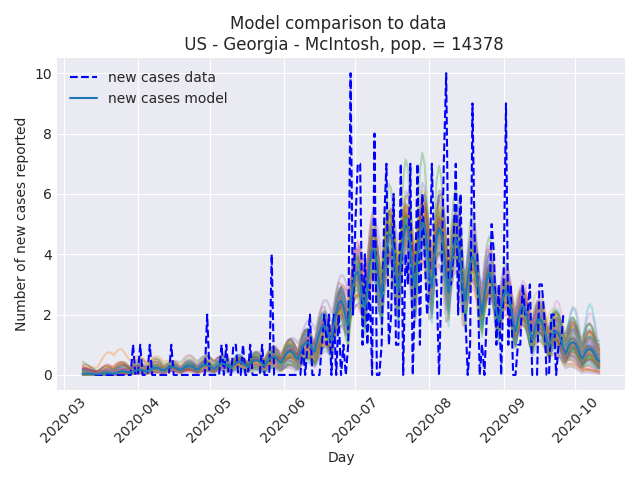 Model comparison to data
US - Georgia - McIntosh, pop. = 14378
new cases data
new cases model
Number of new cases reported
10
8
6
4
2
0
2020-03
2020-04
2020-05
2020-06
2020-07
2020-08
2020-09
2020-10
Day